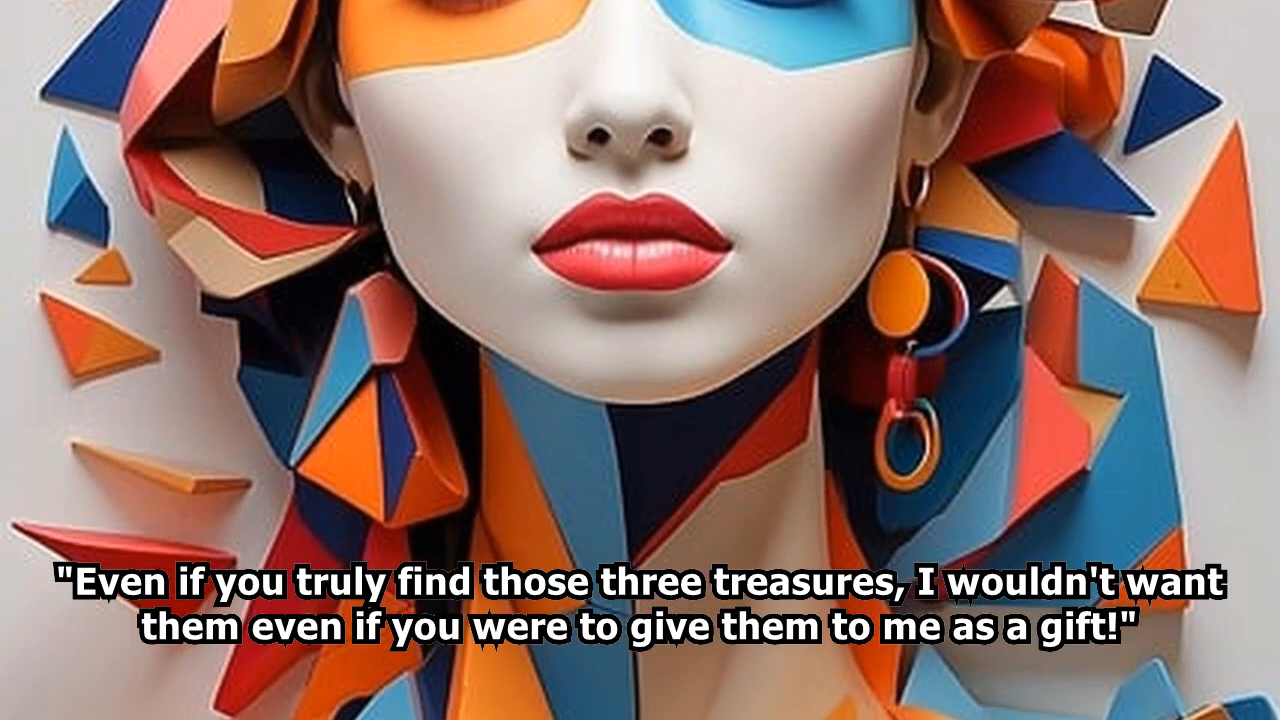 "Even if you truly find those three treasures, I wouldn't want
them even if you were to give them to me as a gift!"